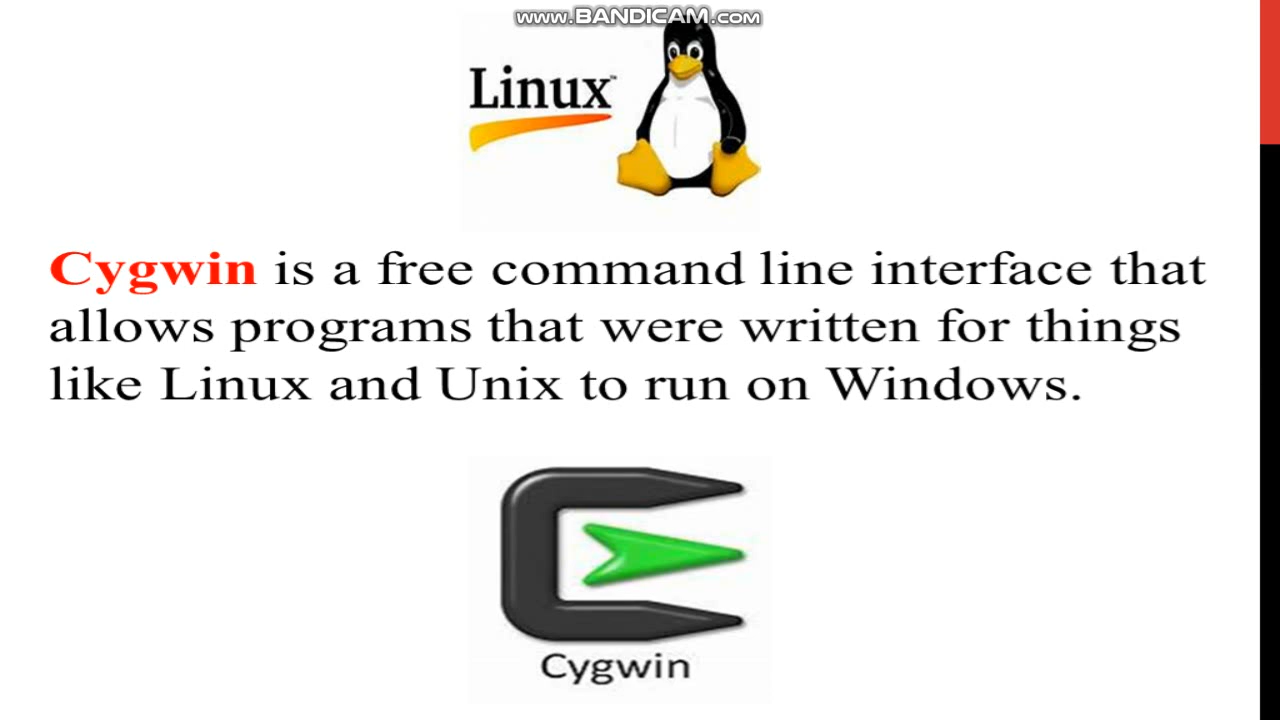 www.BANDICAM.com
Linux™
Cygwin is a free command line interface that
allows programs that were written for things
like Linux and Unix to run on Windows.
Cygwin